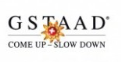 GSTAAD®
COME UP – SLOW DOWN